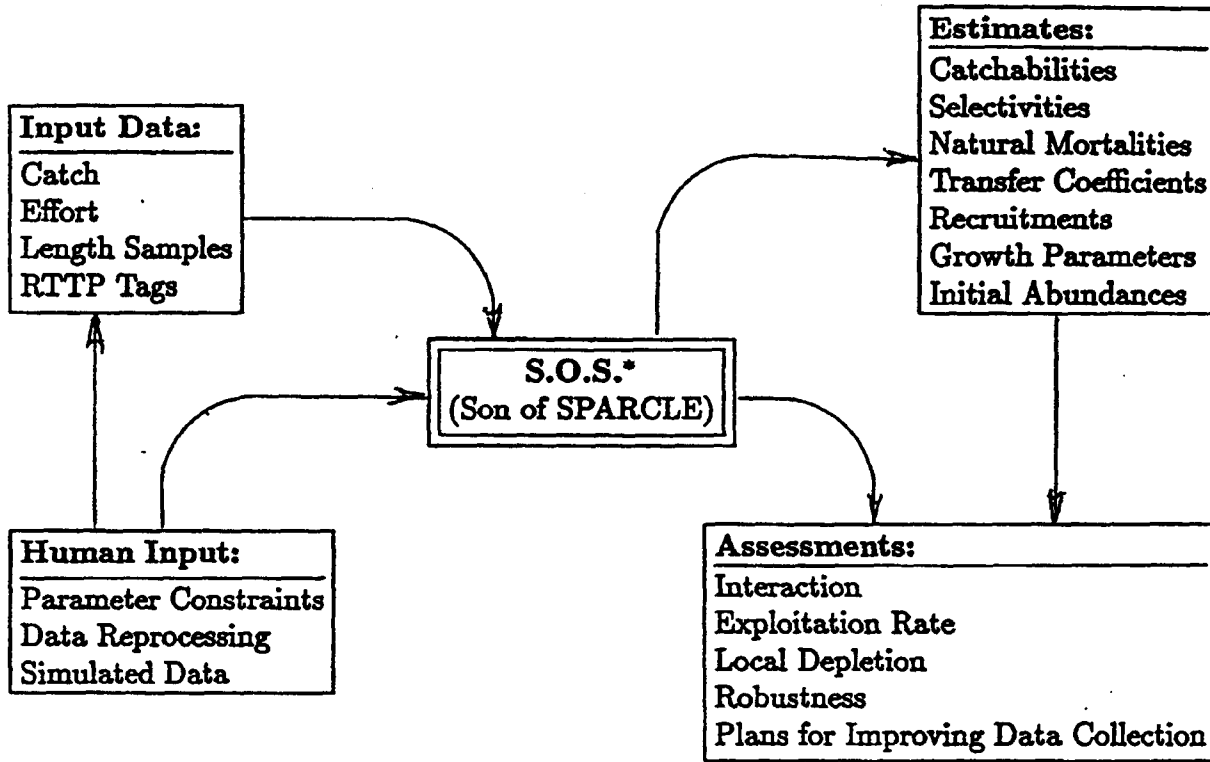 Input Data:
Catch
Effort
Length Samples
RTTP Tags
Human Input:
Parameter Constraints
Data Reprocessing
Simulated Data
S.O.S.*
(Son of SPARCLE)
Estimates:
Catchabilities
Selectivities
Natural Mortalities
Transfer Coefficients
Recruitments
Growth Parameters
Initial Abundances
Assessments:
Interaction
Exploitation Rate
Local Depletion
Robustness
Plans for Improving Data Collection